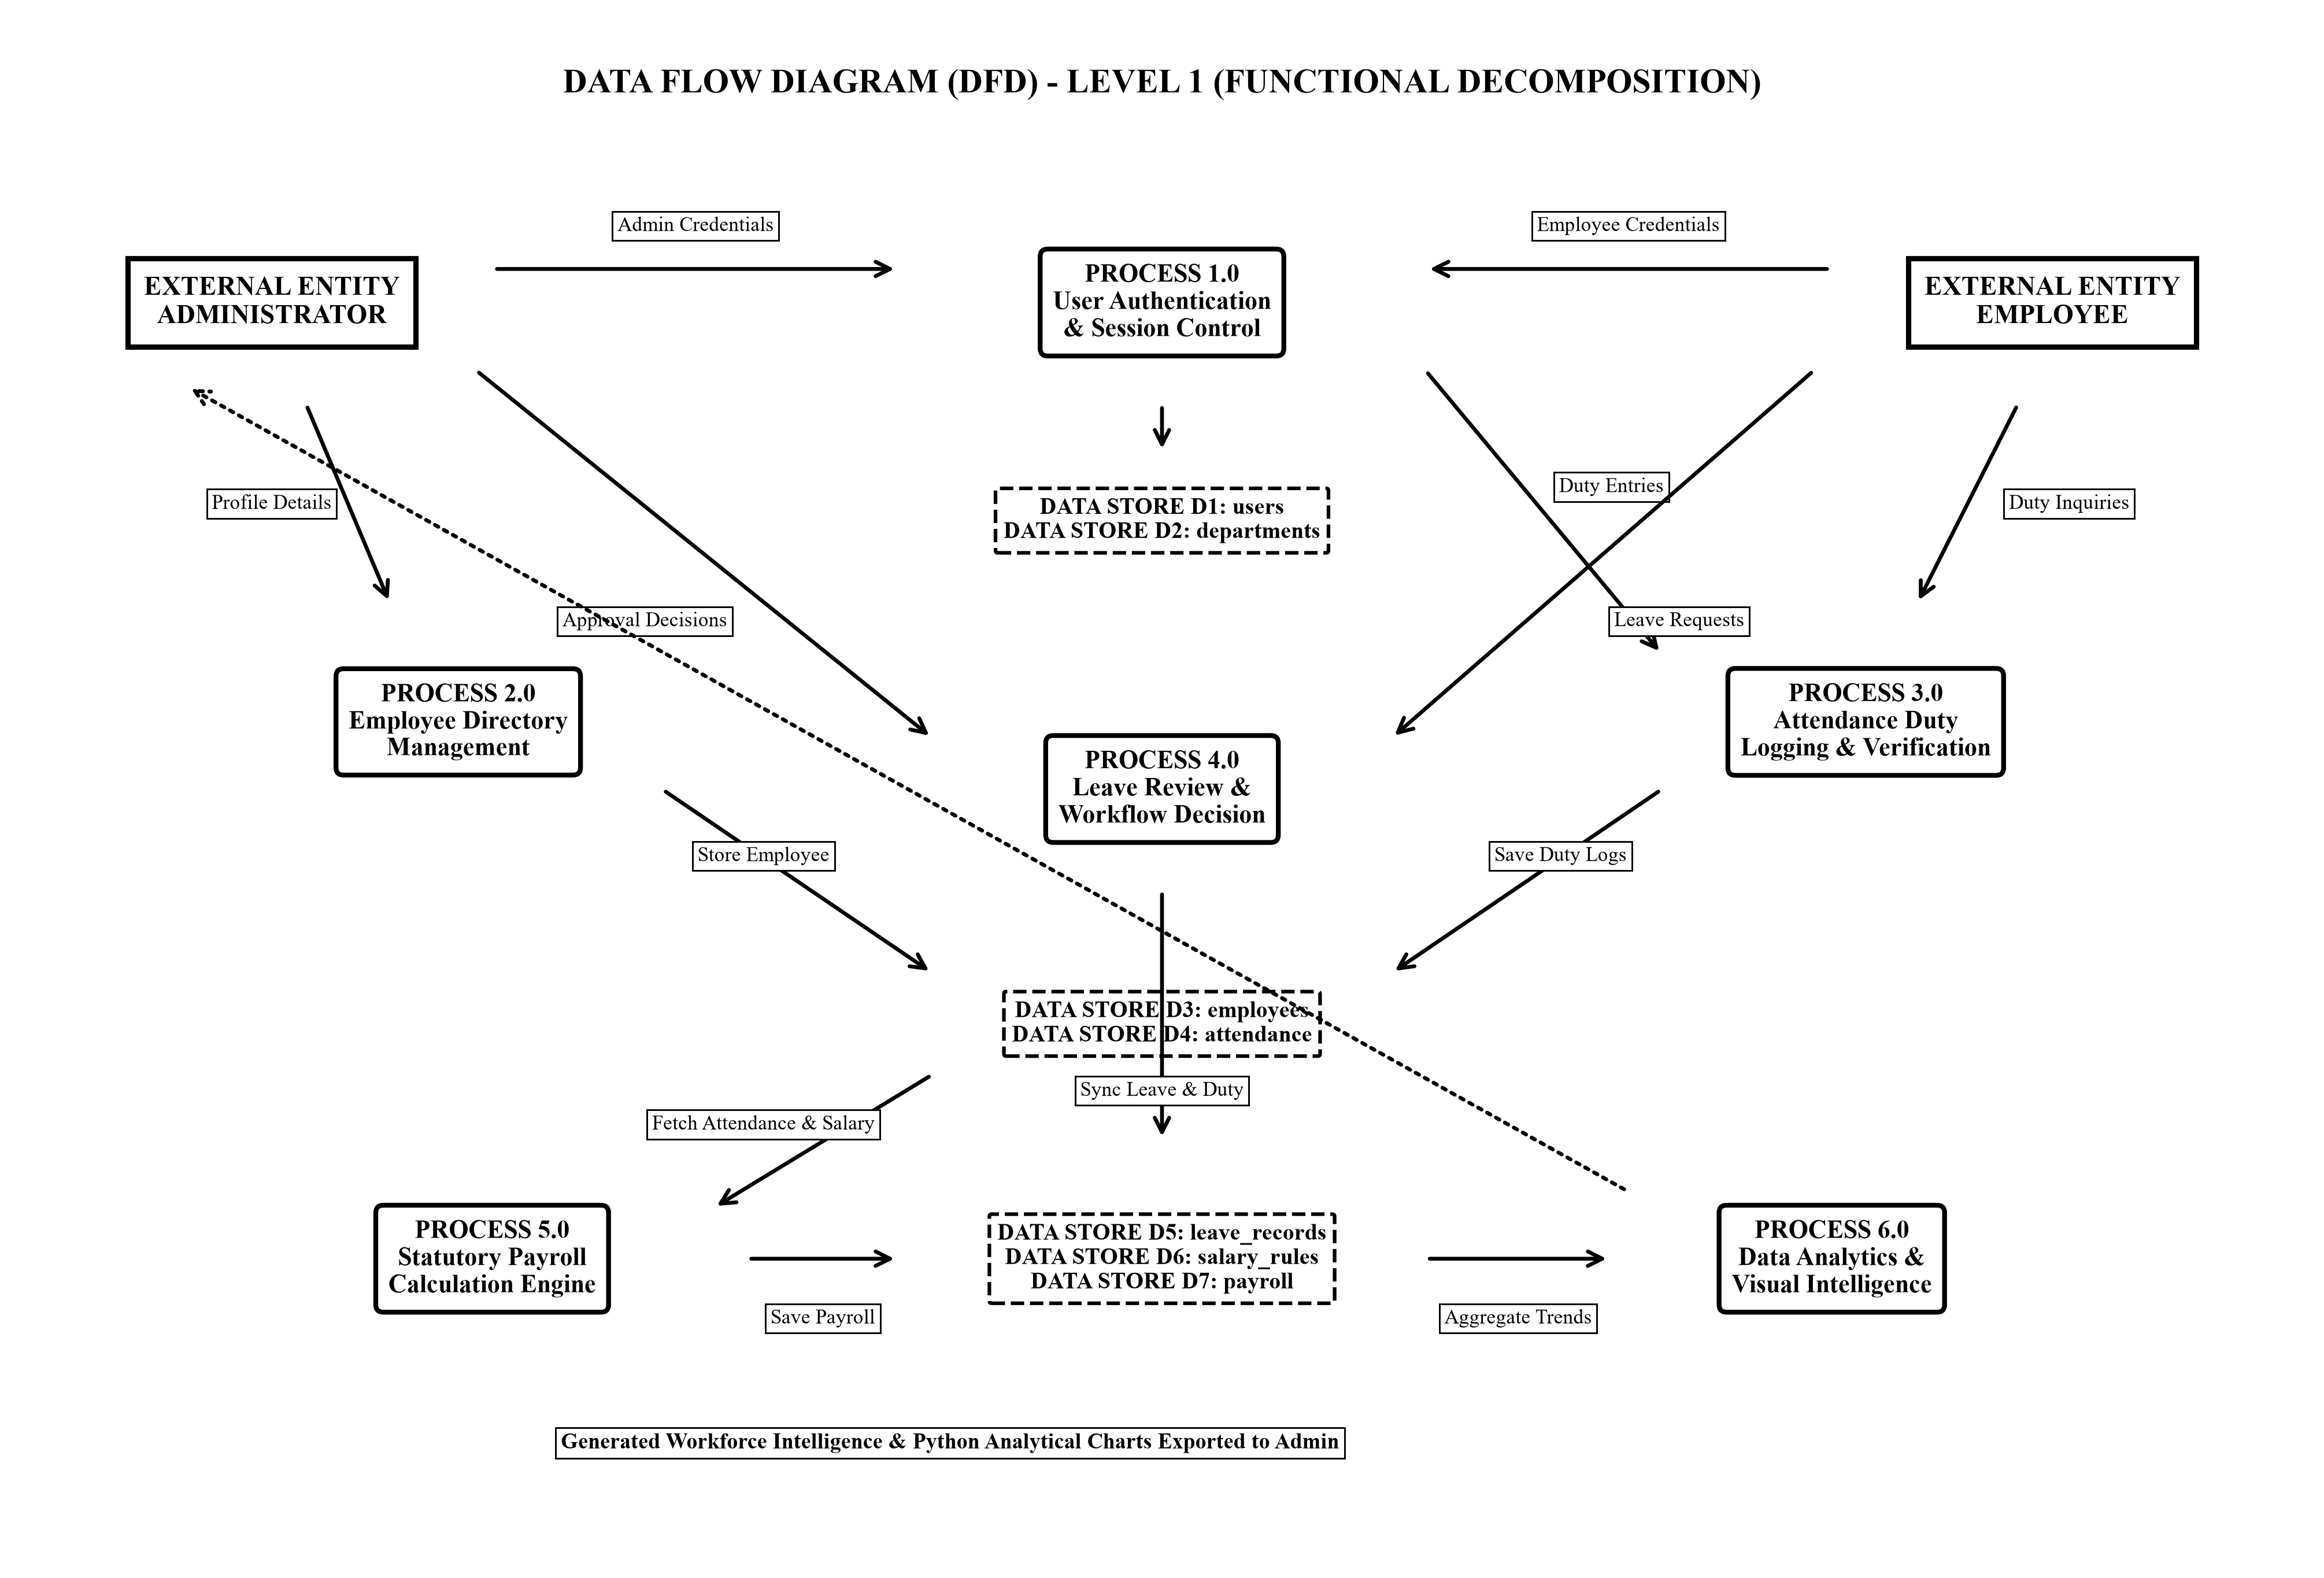 DATA FLOW DIAGRAM (DFD) - LEVEL 1 (FUNCTIONAL DECOMPOSITION)
Admin Credentials
Employee Credentials
EXTERNAL ENTITY
ADMINISTRATOR
PROCESS 1.0
User Authentication
& Session Control
EXTERNAL ENTITY
EMPLOYEE
Profile Details
DATA STORE D1: users
DATA STORE D2: departments
Duty Entries
Duty Inquiries
Approval Decisions
Leave Requests
PROCESS 2.0
Employee Directory
Management
PROCESS 4.0
Leave Review &
Workflow Decision
PROCESS 3.0
Attendance Duty
Logging & Verification
Store Employee
Save Duty Logs
DATA STORE D3: employees
DATA STORE D4: attendance
Sync Leave & Duty
Fetch Attendance & Salary
PROCESS 5.0
Statutory Payroll
Calculation Engine
DATA STORE D5: leave_records
DATA STORE D6: salary_rules
DATA STORE D7: payroll
PROCESS 6.0
Data Analytics &
Visual Intelligence
Save Payroll
Aggregate Trends
Generated Workforce Intelligence & Python Analytical Charts Exported to Admin